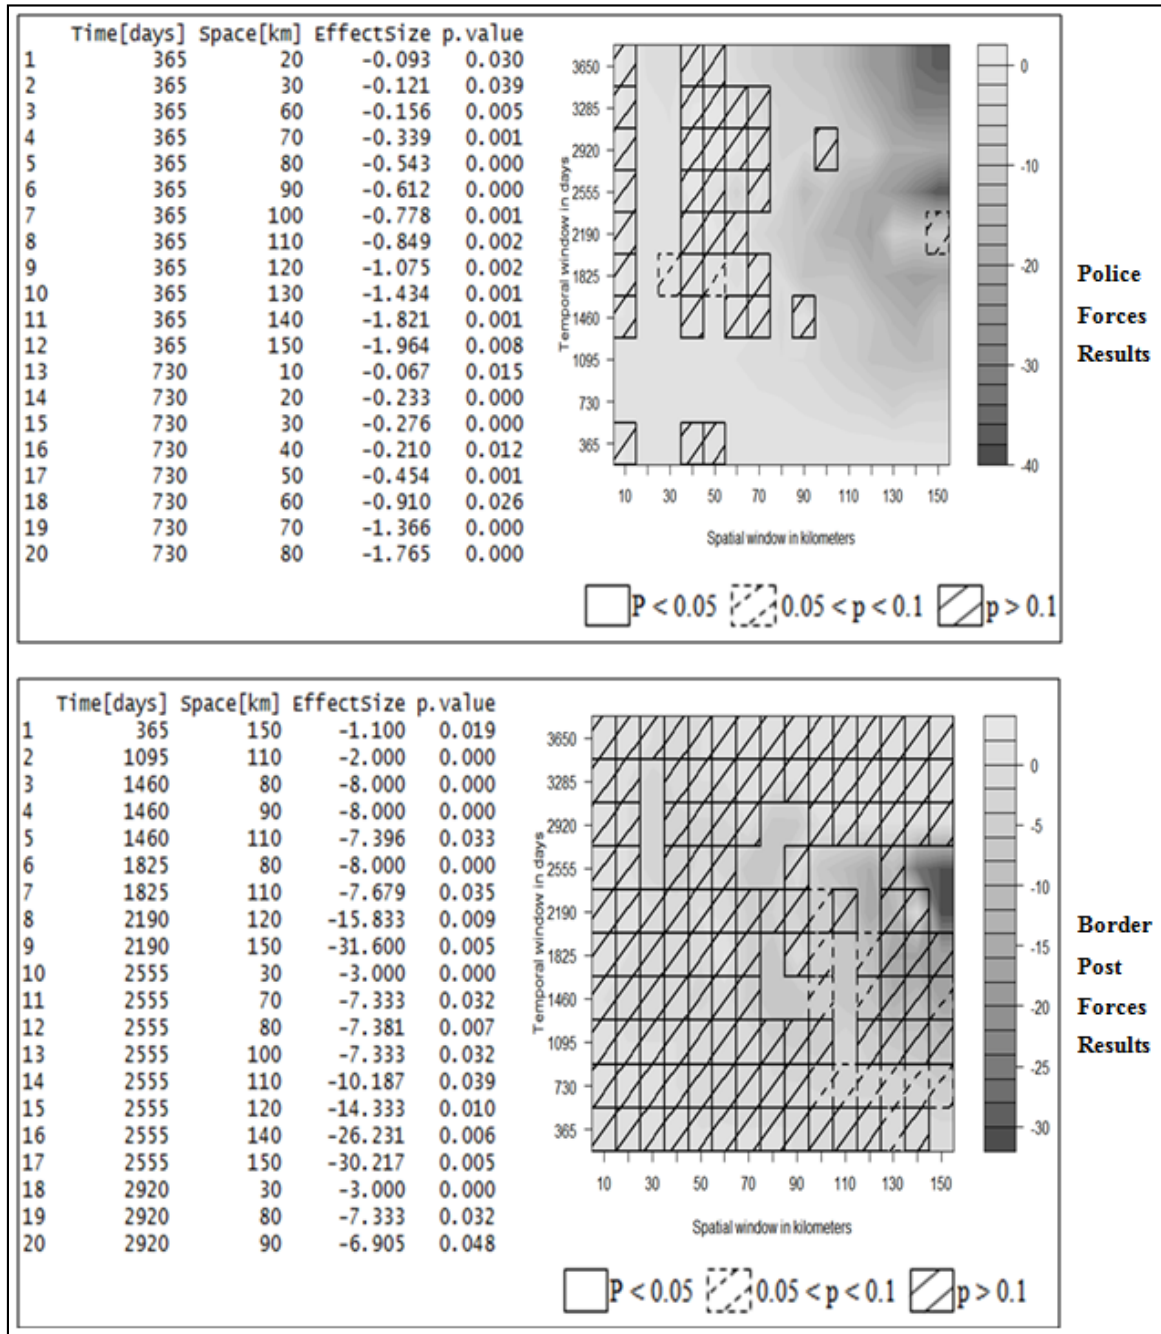 Time[days] Space[km] EffectSize p.value
1 365 20 -0.093 0.030
2 365 30 -0.121 0.039
3 365 60 -0.156 0.005
4 365 70 -0.339 0.001
5 365 80 -0.543 0.000
6 365 90 -0.612 0.000
7 365 100 -0.778 0.001
8 365 110 -0.849 0.002
9 365 120 -1.075 0.002
10 365 130 -1.434 0.001
11 365 140 -1.821 0.001
12 365 150 -1.964 0.008
13 730 10 -0.067 0.015
14 730 20 -0.233 0.000
15 730 30 -0.276 0.000
16 730 40 -0.210 0.012
17 730 50 -0.454 0.001
18 730 60 -0.910 0.026
19 730 70 -1.366 0.000
20 730 80 -1.765 0.000
Temporal window in days
3650
3285
2920
2555
2190
1825
1460
1095
730
365
10 30 50 70 90 110 130 150
Spatial window in kilometers
0
-10
-20
-30
-40
P < 0.05 0.05 < p < 0.1 p > 0.1
Police
Forces
Results
Time[days] Space[km] EffectSize p.value
1 365 150 -1.100 0.019
2 1095 110 -2.000 0.000
3 1460 80 -8.000 0.000
4 1460 90 -8.000 0.000
5 1460 110 -7.396 0.033
6 1825 80 -8.000 0.000
7 1825 110 -7.679 0.035
8 2190 120 -15.833 0.009
9 2190 150 -31.600 0.005
10 2555 30 -3.000 0.000
11 2555 70 -7.333 0.032
12 2555 80 -7.381 0.007
13 2555 100 -7.333 0.032
14 2555 110 -10.187 0.039
15 2555 120 -14.333 0.010
16 2555 140 -26.231 0.006
17 2555 150 -30.217 0.005
18 2920 30 -3.000 0.000
19 2920 80 -7.333 0.032
20 2920 90 -6.905 0.048
Temporal window in days
3650
3285
2920
2555
2190
1825
1460
1095
730
365
10 30 50 70 90 110 130 150
Spatial window in kilometers
0
-5
-10
-15
-20
-25
-30
P < 0.05 0.05 < p < 0.1 p > 0.1
Border
Post
Forces
Results